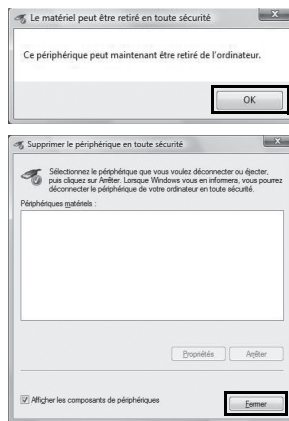 Le matériel peut être retiré en toute sécurité
Ce périphérique peut maintenant être retiré de l'ordinateur.
OK
Supprimer le périphérique en toute sécurité
Sélectionnez le périphérique que vous voulez déconnecter ou éjecter,
puis cliquez sur Arrêter. Lorsque Windows vous en informera, vous pourrez
déconnecter le périphérique de votre ordinateur en toute sécurité.
Périphériques matériels :
Propriétés Arrêter
Afficher les composants de périphériques
Fermer